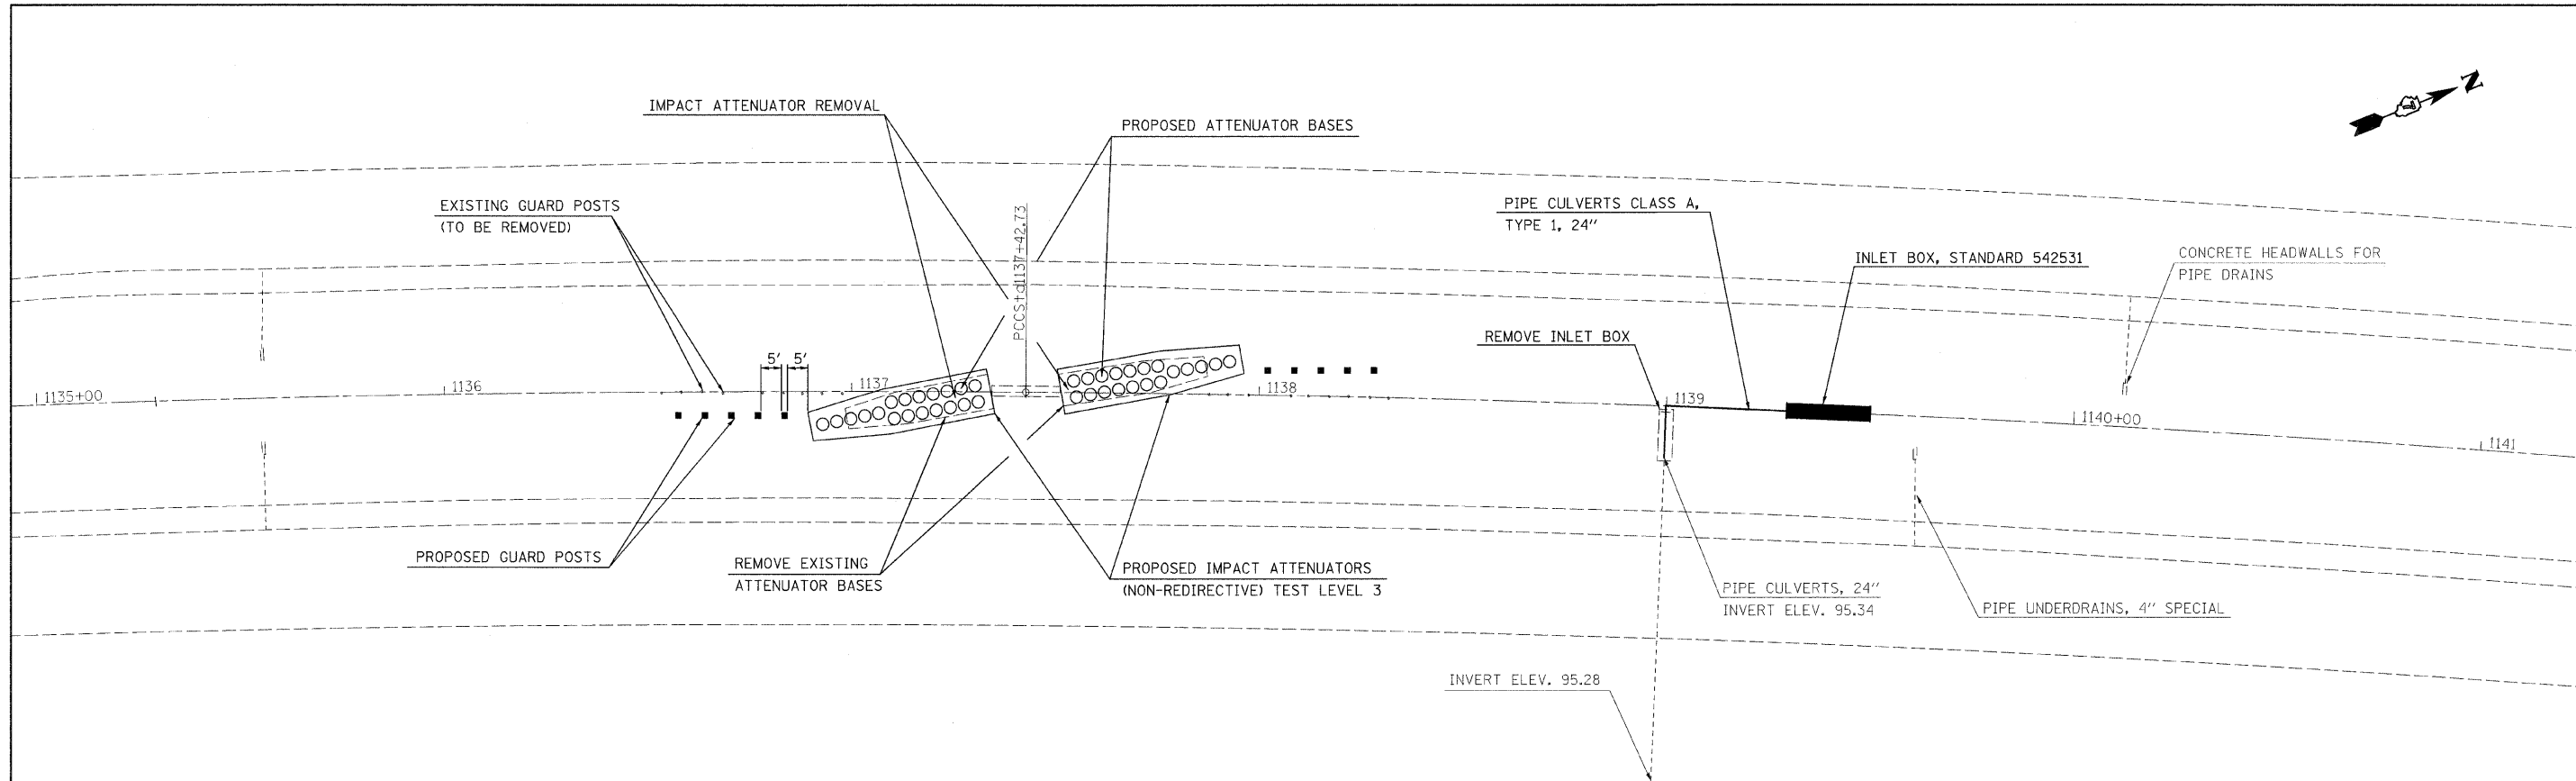 IMPACT ATTENUATOR REMOVAL
PROPOSED ATTENUATOR BASES
N
EXISTING GUARD POSTS
(TO BE REMOVED)
PCCSta1137+42.73
PIPE CULVERTS CLASS A,
TYPE 1, 24"
INLET BOX, STANDARD 542531
CONCRETE HEADWALLS FOR
PIPE DRAINS
REMOVE INLET BOX
5' 5'
1135+00
1136
1137
1138
1139
1140+00
1141
PROPOSED GUARD POSTS
REMOVE EXISTING
ATTENUATOR BASES
PROPOSED IMPACT ATTENUATORS
(NON-REDIRECTIVE) TEST LEVEL 3
PIPE CULVERTS, 24"
INVERT ELEV. 95.34
PIPE UNDERDRAINS, 4" SPECIAL
INVERT ELEV. 95.28